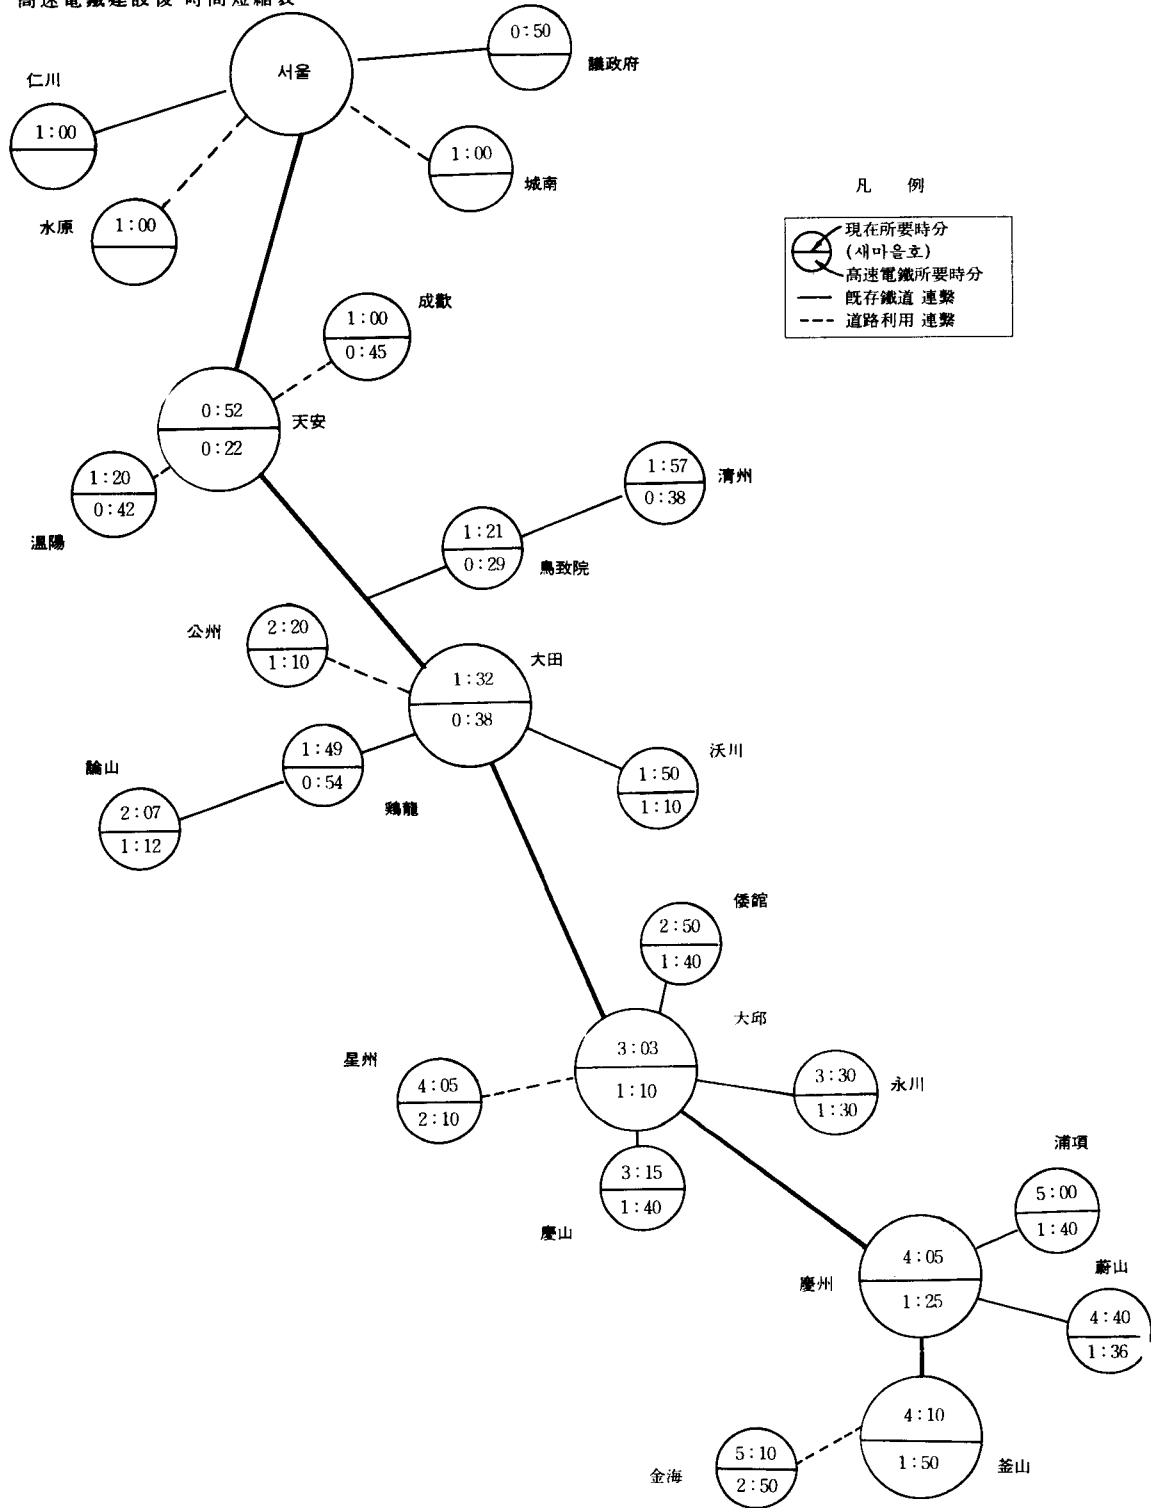 高速電鐵建設後 時間短縮表
서울
0:50
議政府
仁川
1:00
1:00
城南
水原
1:00
凡 例
現在所要時分
(새마을호)
高速電鐵所要時分
既存鐵道 連繫
道路利用 連繫
成歡
1:00
0:45
0:52
0:22
天安
1:20
0:42
溫陽
1:57
0:38
清州
1:21
0:29
鳥致院
公州
2:20
1:10
大田
1:32
0:38
論山
2:07
1:12
1:49
0:54
鷄龍
沃川
1:50
1:10
倭館
2:50
1:40
大邱
3:03
1:10
星州
4:05
2:10
3:30
1:30
永川
3:15
1:40
慶山
浦項
5:00
1:40
慶州
4:05
1:25
蔚山
4:40
1:36
4:10
1:50
釜山
金海
5:10
2:50